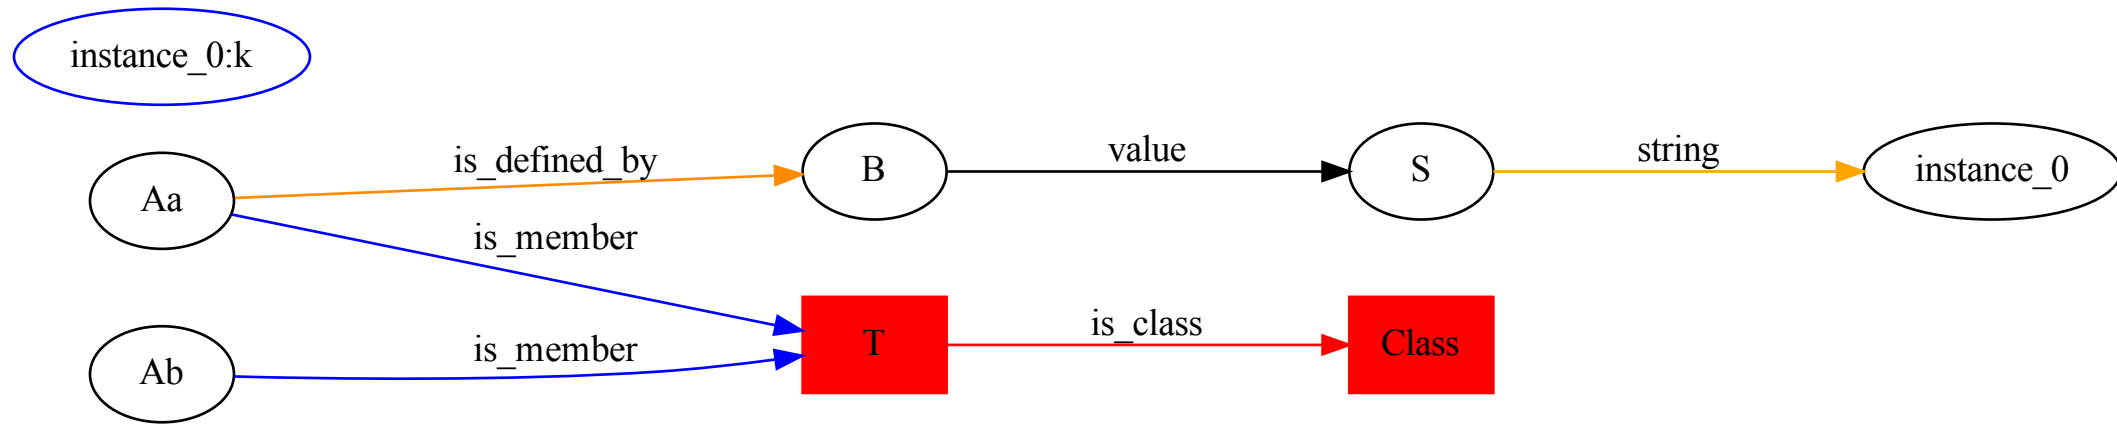 instance_0:k
Aa
is_defined_by
B
value
S
string
instance_0
is_member
Ab
is_member
T
is_class
Class